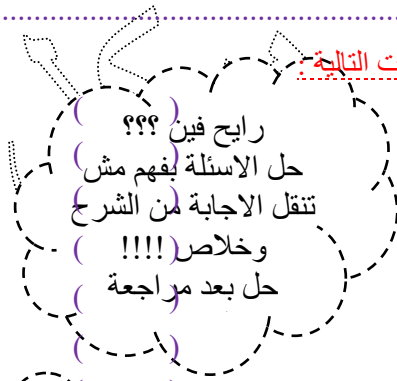 ت التالية :
رايح فين ؟؟؟
حل الاسئلة بفهم مش
تنقل الاجابة من الشرح
وخلاص !!!!
حل بعد مراجعة